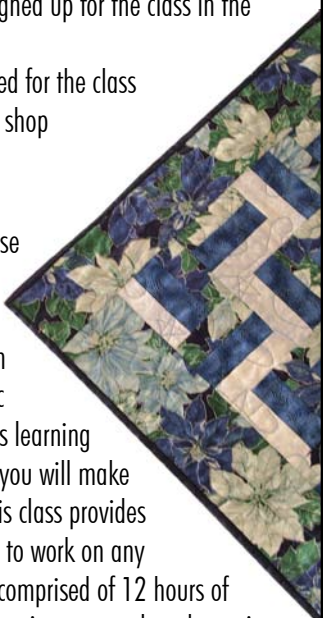 gned up for the class in the
ed for the class
shop
se
n
c
s learning
you will make
is class provides
to work on any
comprised of 12 hours of